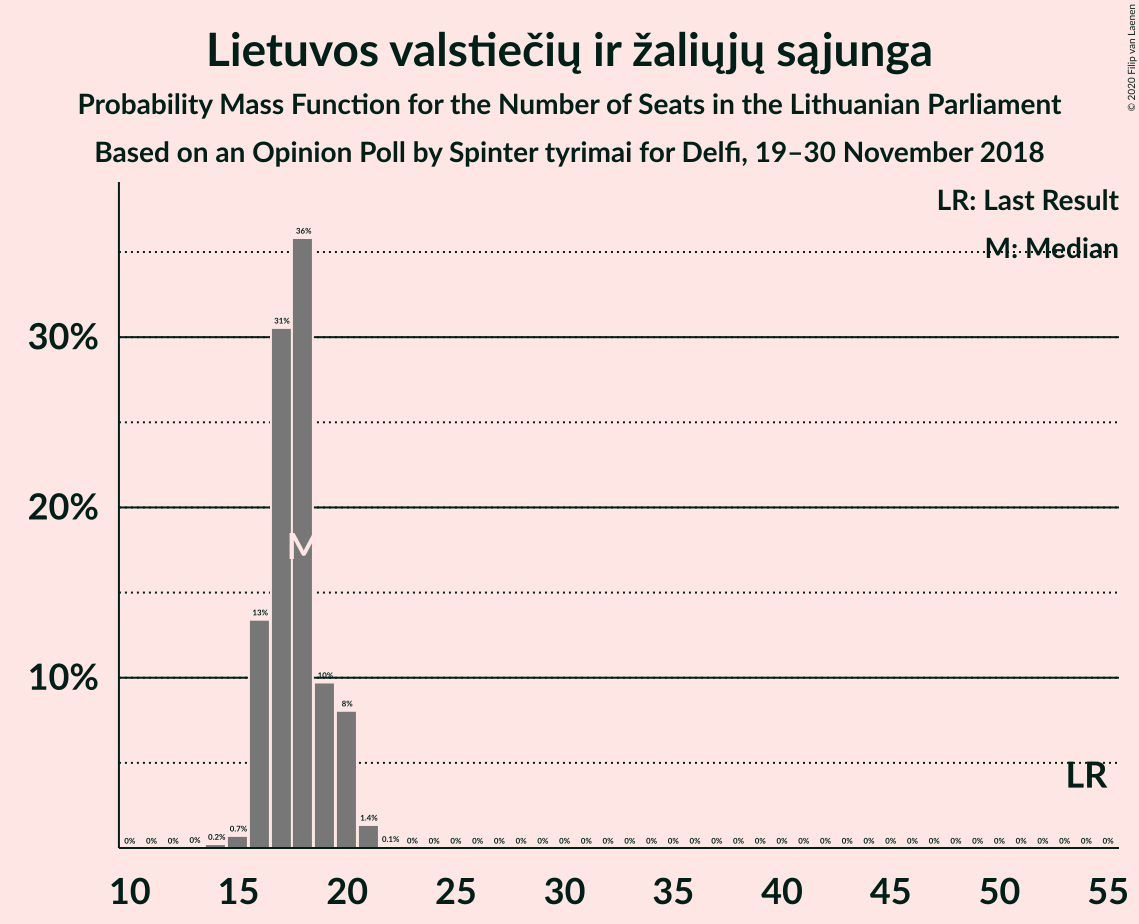 Lietuvos valstiečių ir žaliųjų sąjunga
Probability Mass Function for the Number of Seats in the Lithuanian Parliament
Based on an Opinion Poll by Spinter tyrimai for Delfi, 19–30 November 2018
© 2020 Filip van Laenen
LR: Last Result
M: Median
36%
31%
30%
20%
M
13%
10%
10%
8%
LR
1.4%
0.7%
0% 0% 0% 0% 0.2% 0.1% 0% 0% 0% 0% 0% 0% 0% 0% 0% 0% 0% 0% 0% 0% 0% 0% 0% 0% 0% 0% 0% 0% 0% 0% 0% 0% 0% 0% 0% 0% 0% 0% 0%
10 15 20 25 30 35 40 45 50 55